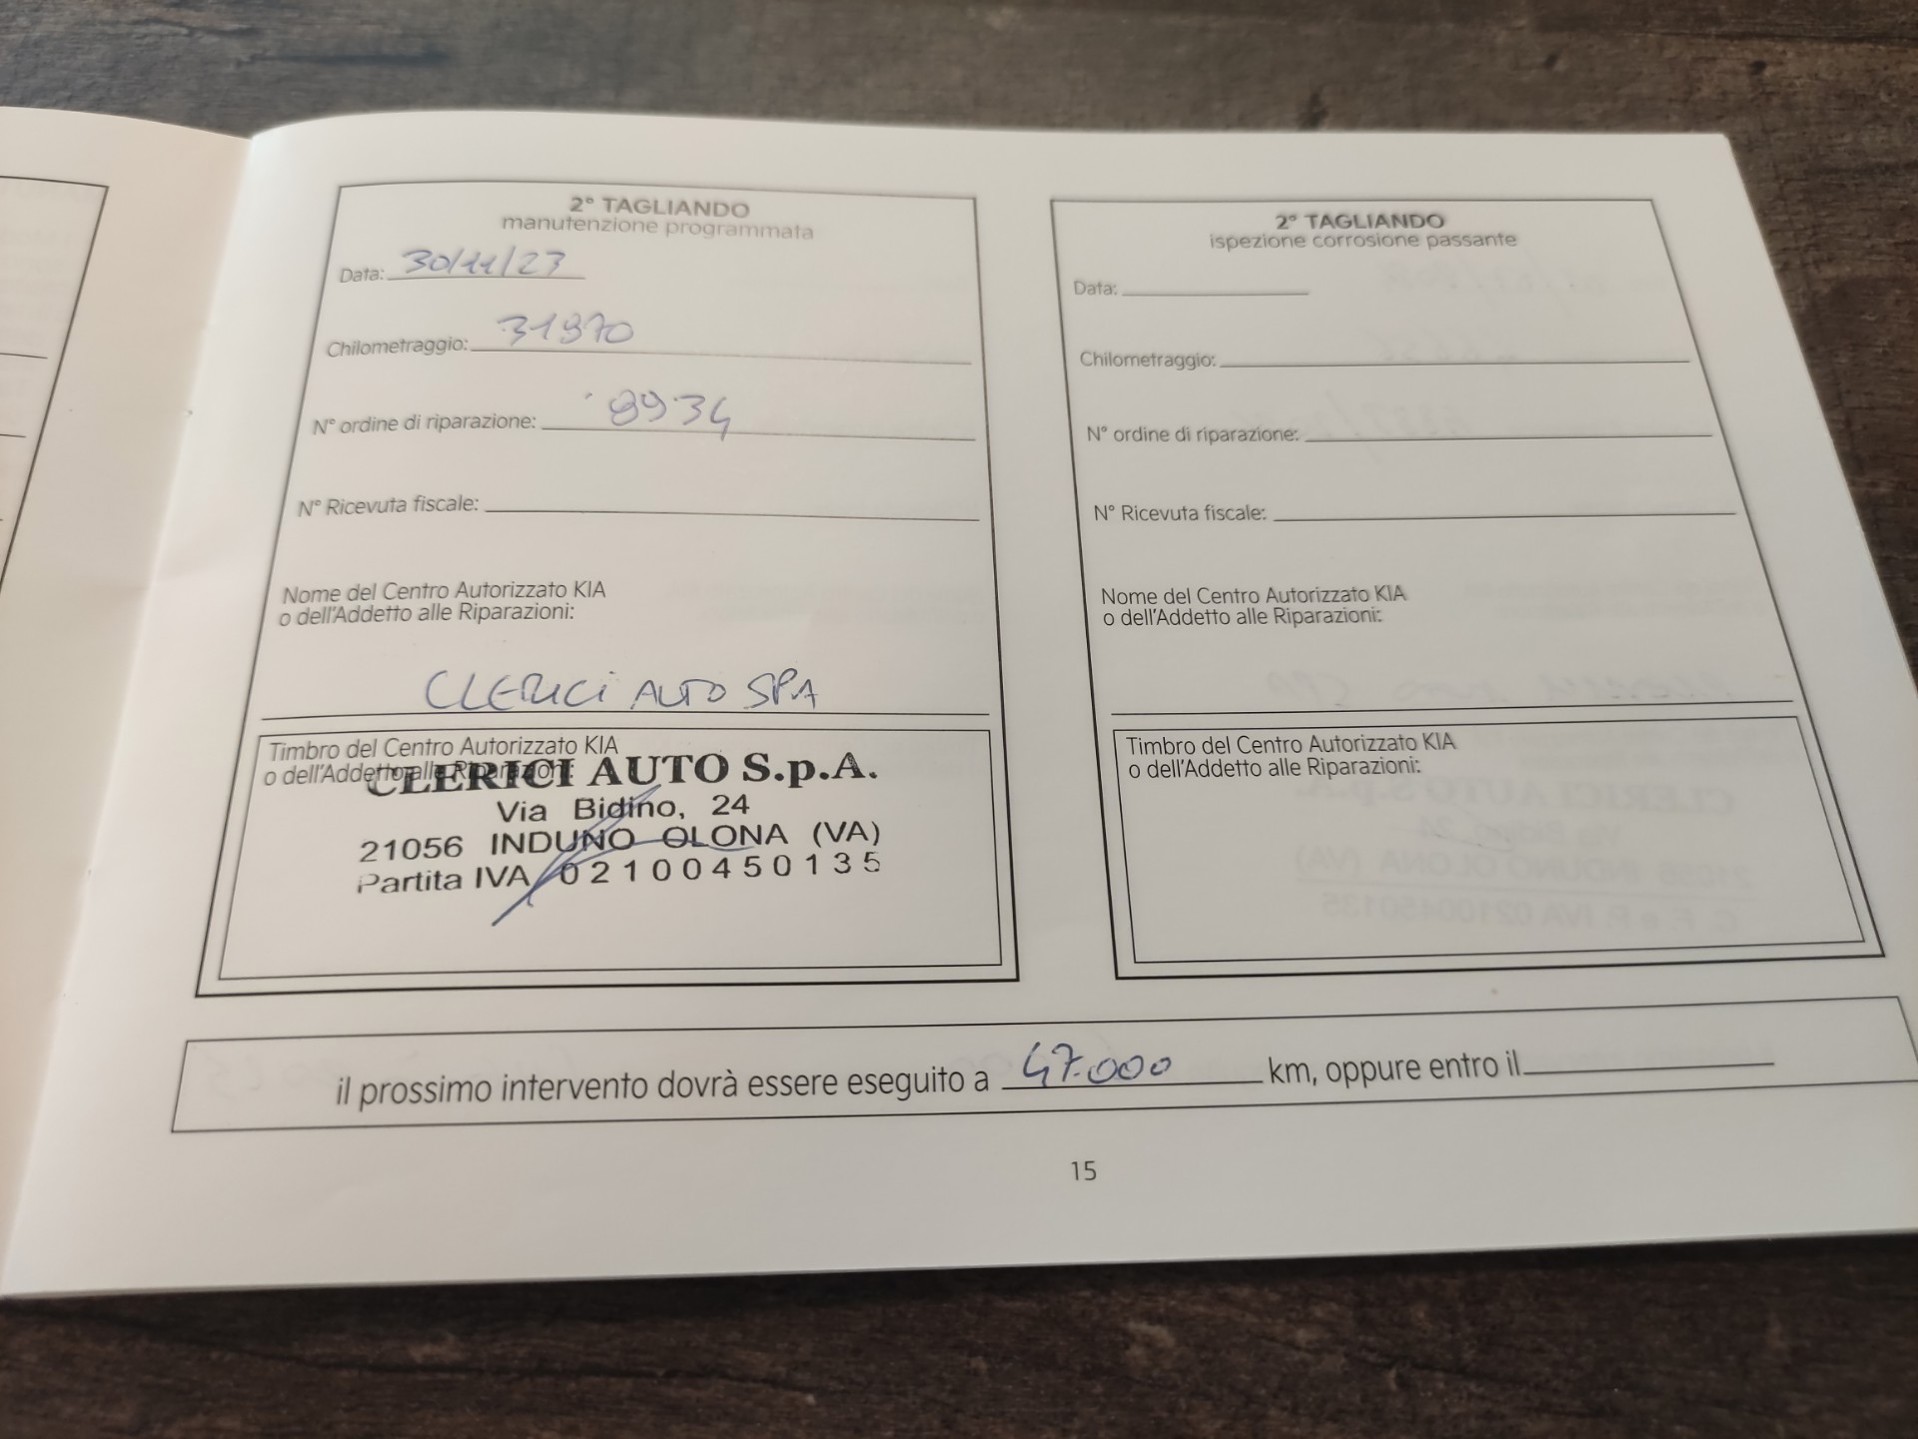 2° TAGLIANDO
manutenzione programmata
Data: 30/11/23
Chilometraggio: 31970
N° ordine di riparazione: 8934
N° Ricevuta fiscale:
Nome del Centro Autorizzato KIA
o dell'Addetto alle Riparazioni:
CLERICI AUTO SPA
Timbro del Centro Autorizzato KIA
o dell'Addetto alle Riparazioni:
CLERICI AUTO S.p.A.
Via Bidino, 24
21056 INDUNO OLONA (VA)
Partita IVA 02100450135
2° TAGLIANDO
ispezione corrosione passante
Data:
Chilometraggio:
N° ordine di riparazione:
N° Ricevuta fiscale:
Nome del Centro Autorizzato KIA
o dell'Addetto alle Riparazioni:
Timbro del Centro Autorizzato KIA
o dell'Addetto alle Riparazioni:
il prossimo intervento dovrà essere eseguito a 47.000 km, oppure entro il
15